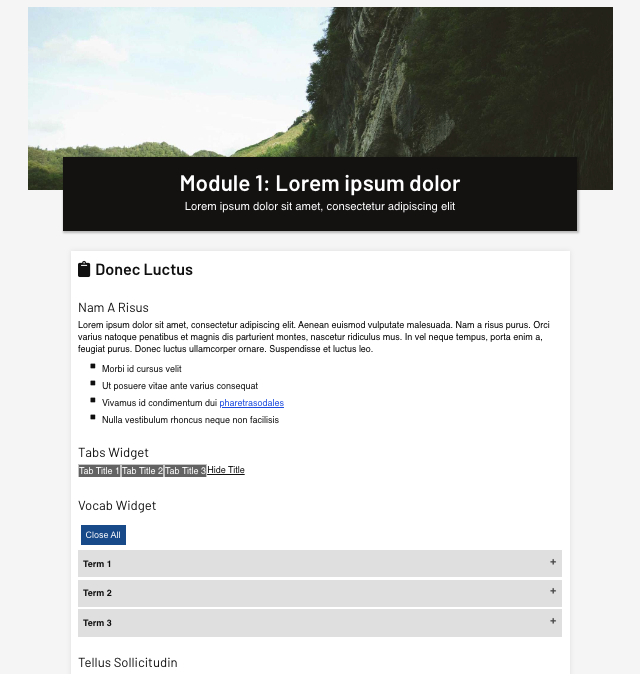 Module 1: Lorem ipsum dolor
Lorem ipsum dolor sit amet, consectetur adipiscing elit
Donec Luctus
Nam A Risus
Lorem ipsum dolor sit amet, consectetur adipiscing elit. Aenean euismod vulputate malesuada. Nam a risus purus. Orci
varius natoque penatibus et magnis dis parturient montes, nascetur ridiculus mus. In vel neque tempus, porta enim a,
feugiat purus. Donec luctus ullamcorper ornare. Suspendisse et luctus leo.
Morbi id cursus velit
Ut posuere vitae ante varius consequat
Vivamus id condimentum dui pharetrasodales
Nulla vestibulum rhoncus neque non facilisis
Tabs Widget
Tab Title 1 Tab Title 2 Tab Title 3 Hide Title
Vocab Widget
Close All
Term 1 +
Term 2 +
Term 3 +
Tellus Sollicitudin